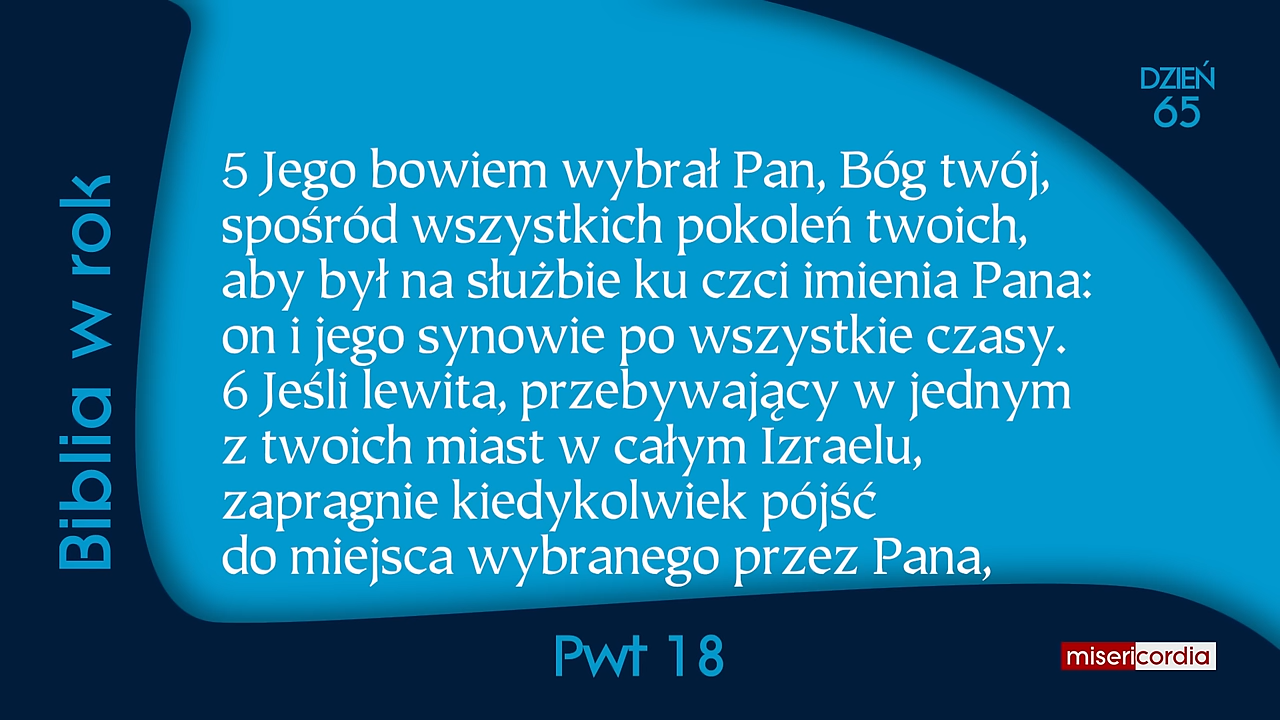 Biblia w rok
DZIEŃ
65
5 Jego bowiem wybrał Pan, Bóg twój,
spośród wszystkich pokoleń twoich,
aby był na służbie ku czci imienia Pana:
on i jego synowie po wszystkie czasy.
6 Jeśli lewita, przebywający w jednym
z twoich miast w całym Izraelu,
zapragnie kiedykolwiek pójść
do miejsca wybranego przez Pana,
Pwt 18
misericordia